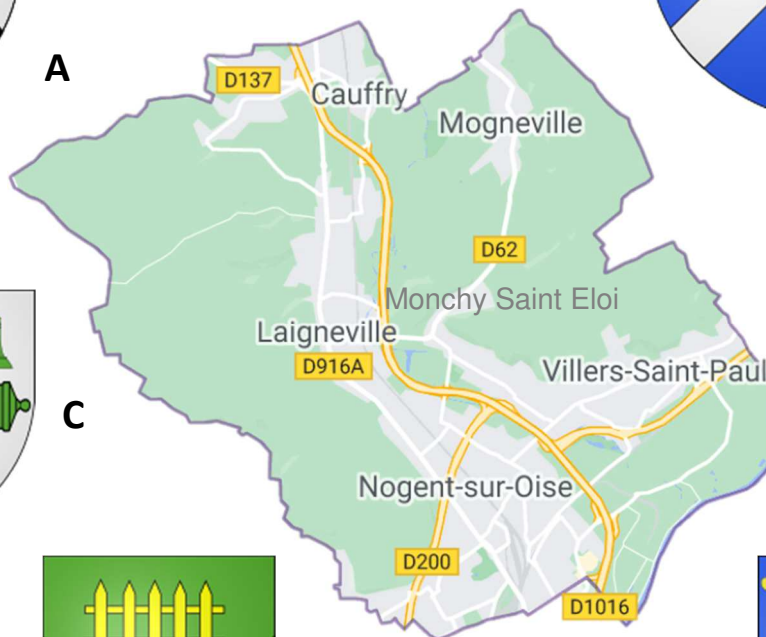 A
D137
Cauffry
Mogneville
D62
Monchy Saint Eloi
Laigneville
D916A
Villers-Saint-Paul
C
Nogent-sur-Oise
D200
D1016